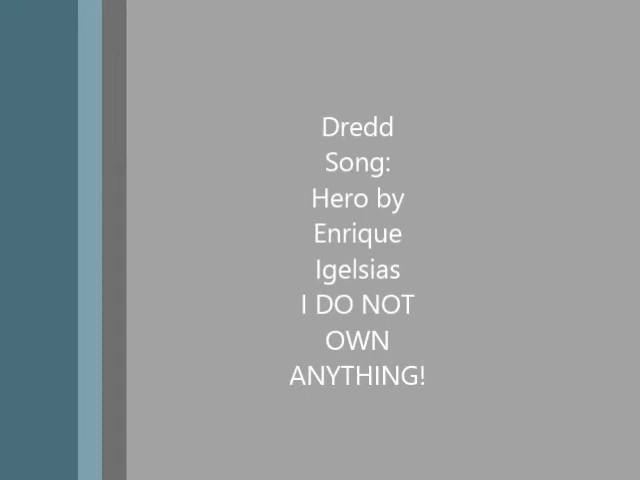 Dredd
Song:
Hero by
Enrique
Igelsias
I DO NOT
OWN
ANYTHING!